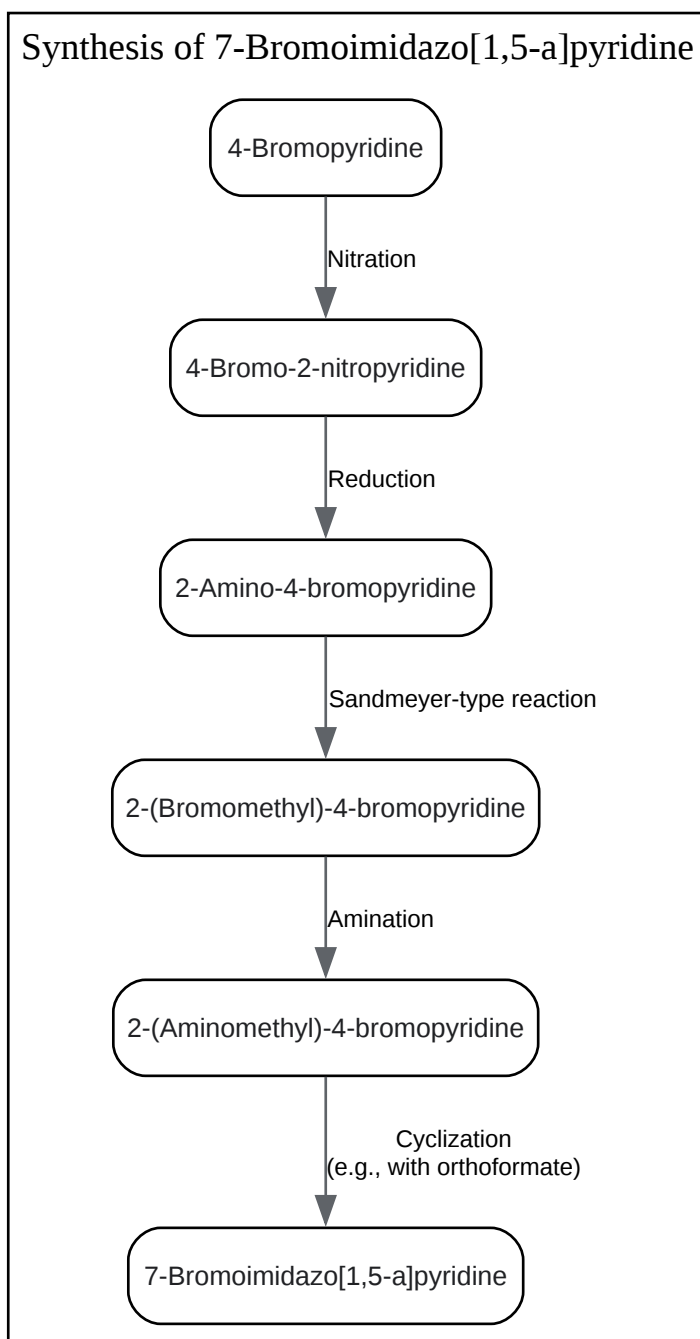 Synthesis of 7-Bromoimidazo[1,5-a]pyridine
4-Bromopyridine
Nitration
4-Bromo-2-nitropyridine
Reduction
2-Amino-4-bromopyridine
Sandmeyer-type reaction
2-(Bromomethyl)-4-bromopyridine
Amination
2-(Aminomethyl)-4-bromopyridine
Cyclization
(e.g., with orthoformate)
7-Bromoimidazo[1,5-a]pyridine